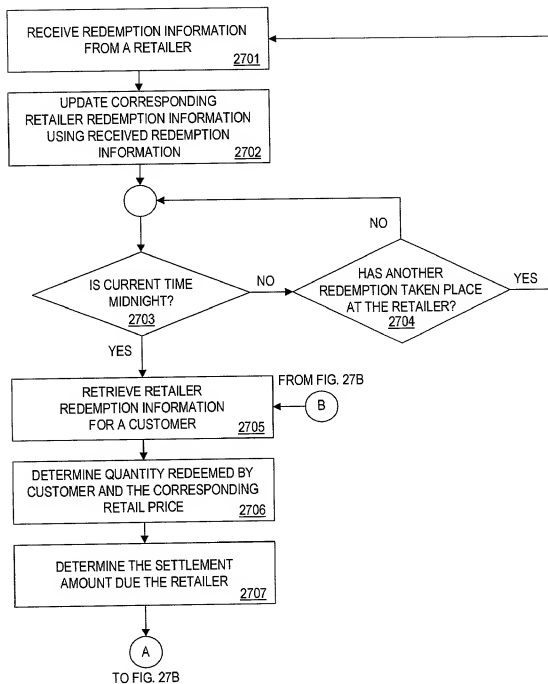 RECEIVE REDEMPTION INFORMATION
FROM A RETAILER
2701
UPDATE CORRESPONDING
RETAILER REDEMPTION INFORMATION
USING RECEIVED REDEMPTION
INFORMATION
2702
NO
IS CURRENT TIME
MIDNIGHT?
2703
NO
HAS ANOTHER
REDEMPTION TAKEN PLACE
AT THE RETAILER?
2704
YES
YES
RETRIEVE RETAILER
REDEMPTION INFORMATION
FOR A CUSTOMER
2705
FROM FIG. 27B
B
DETERMINE QUANTITY REDEEMED BY
CUSTOMER AND THE CORRESPONDING
RETAIL PRICE
2706
DETERMINE THE SETTLEMENT
AMOUNT DUE THE RETAILER
2707
A
TO FIG. 27B